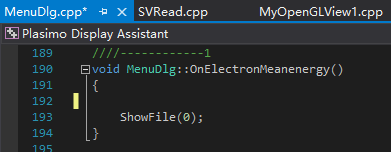 MenuDlg.cpp* SVRead.cpp MyOpenGLView1.cpp
Plasimo Display Assistant
189 ////------------1
190 void MenuDlg::OnElectronMeanenergy()
191 {
192
193 ShowFile(0);
194 }
195